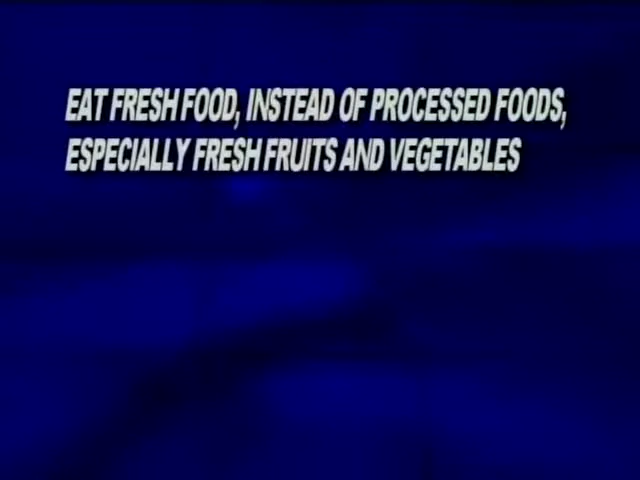 EAT FRESH FOOD, INSTEAD OF PROCESSED FOODS,
ESPECIALLY FRESH FRUITS AND VEGETABLES